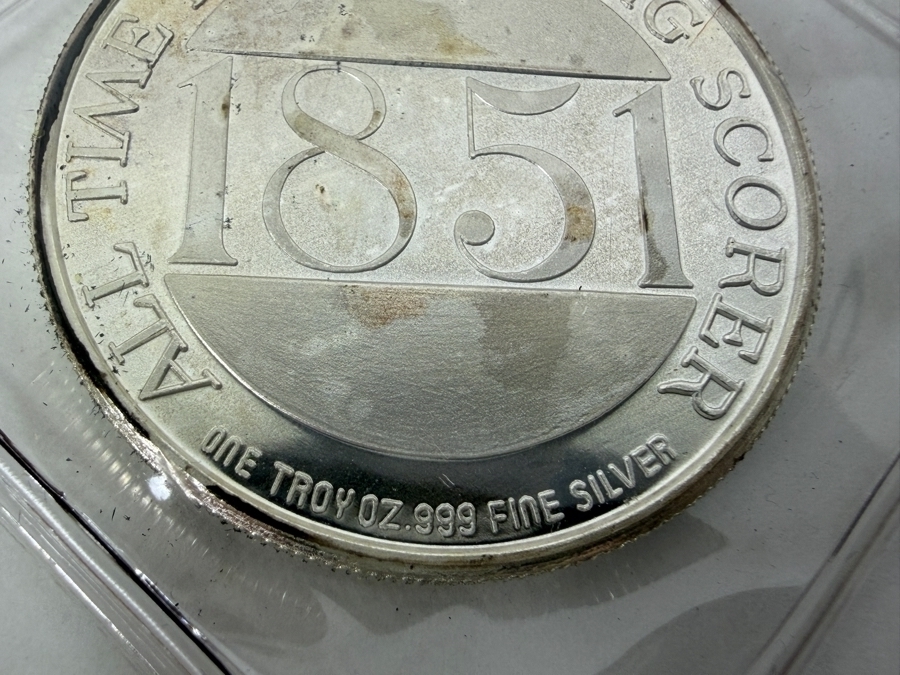 ALL TIME
SCORER
1851
ONE TROY OZ .999 FINE SILVER